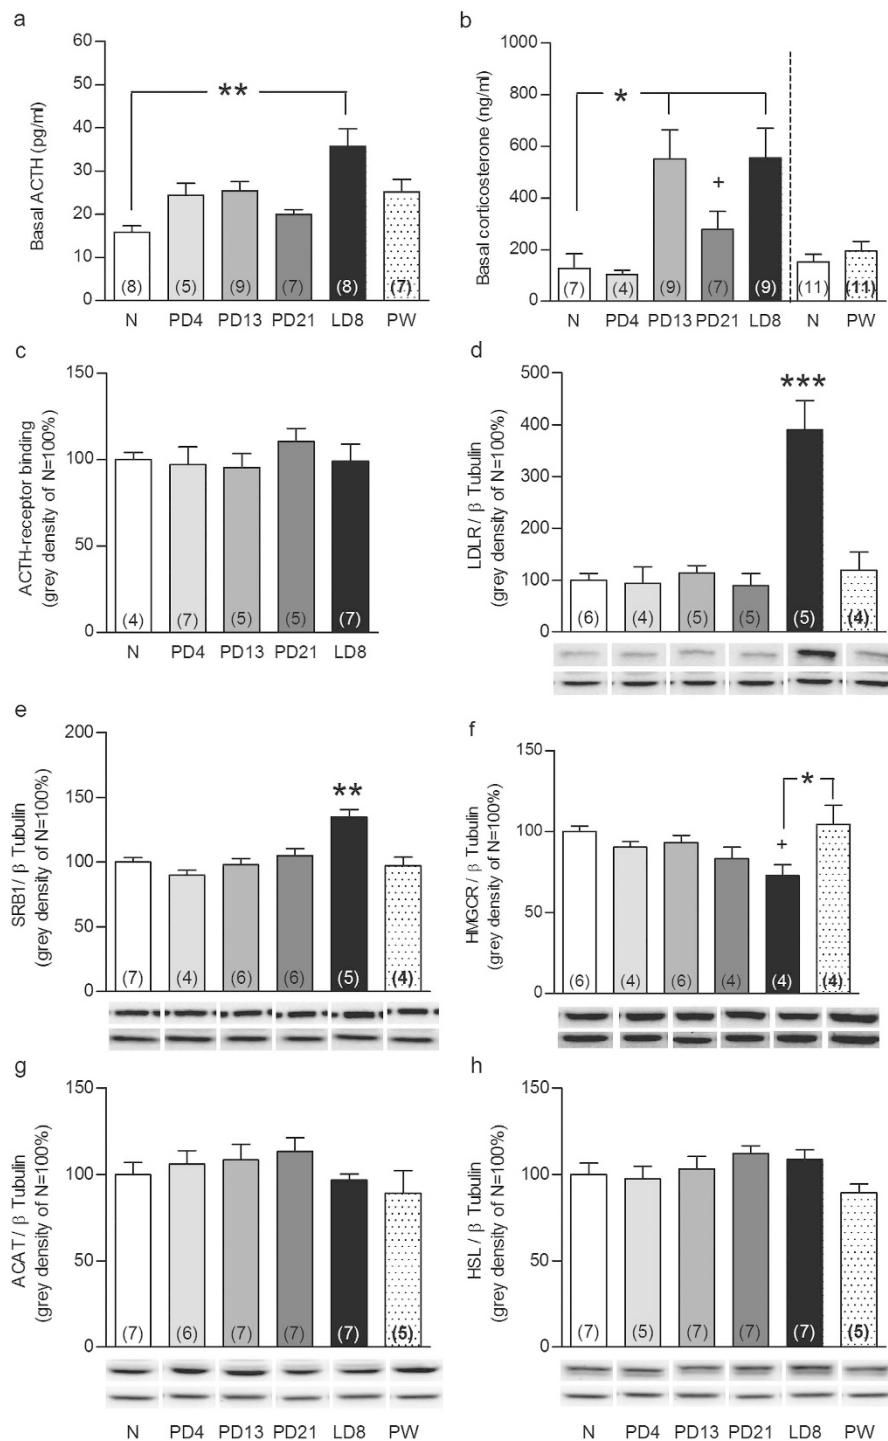 a
Basal ACTH (pg/ml)
60
50
40
30
20
10
0
**
(8)
(5)
(9)
(7)
(8)
(7)
N
PD4
PD13
PD21
LD8
PW
b
Basal corticosterone (ng/ml)
1000
800
600
400
200
0
*
+
(7)
(4)
(9)
(7)
(9)
(11)
(11)
N
PD4
PD13
PD21
LD8
N
PW
c
ACTH-receptor binding
(grey density of N=100%)
150
100
50
0
(4)
(7)
(5)
(5)
(7)
N
PD4
PD13
PD21
LD8
d
LDLR / β Tubulin
(grey density of N=100%)
500
400
300
200
100
0
***
(6)
(4)
(5)
(5)
(5)
(4)
e
SRB1/ β Tubulin
(grey density of N=100%)
200
150
100
50
0
**
(7)
(4)
(6)
(6)
(5)
(4)
f
HMGCR / β Tubulin
(grey density of N=100%)
150
100
50
0
*
+
(6)
(4)
(6)
(4)
(4)
(4)
g
ACAT / β Tubulin
(grey density of N=100%)
150
100
50
0
(7)
(6)
(7)
(7)
(7)
(5)
N
PD4
PD13
PD21
LD8
PW
h
HSL / β Tubulin
(grey density of N=100%)
150
100
50
0
(7)
(5)
(7)
(7)
(7)
(5)
N
PD4
PD13
PD21
LD8
PW